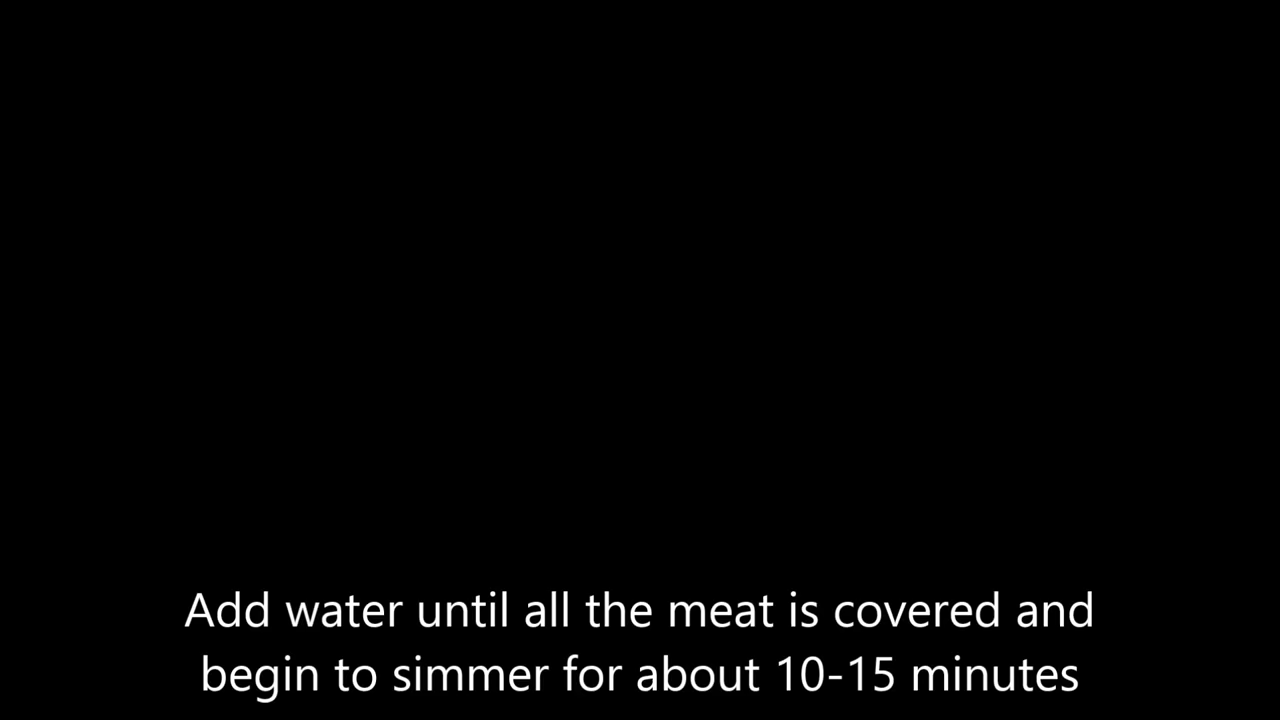 Add water until all the meat is covered and
begin to simmer for about 10-15 minutes